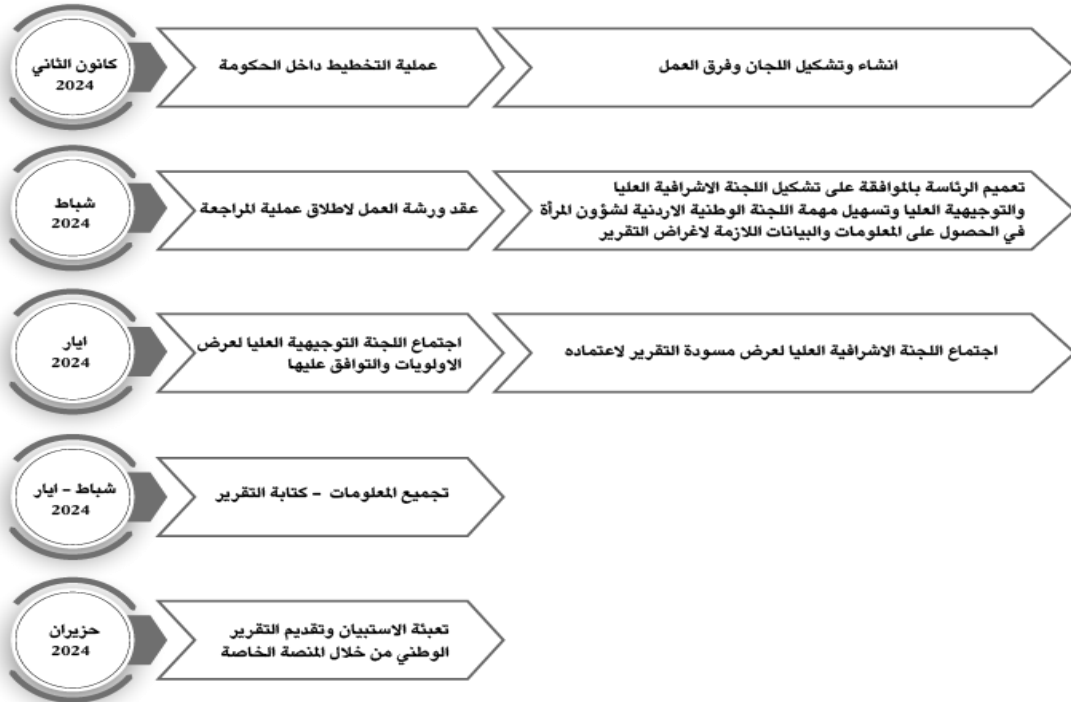 كانون الثاني
2024
عملية التخطيط داخل الحكومة
انشاء وتشكيل اللجان وفرق العمل
شباط
2024
عقد ورشة العمل لاطلاق عملية المراجعة
تعميم الرئاسة بالموافقة على تشكيل اللجنة الاشرافية العليا
والتوجيهية العليا وتسهيل مهمة اللجنة الوطنية الاردنية لشؤون المرأة
في الحصول على المعلومات والبيانات اللازمة لاغراض التقرير
ايار
2024
اجتماع اللجنة التوجيهية العليا لعرض
الاولويات والتوافق عليها
اجتماع اللجنة الاشرافية العليا لعرض مسودة التقرير لاعتماده
شباط – ايار
2024
تجميع المعلومات – كتابة التقرير
حزيران
2024
تعبئة الاستبيان وتقديم التقرير
الوطني من خلال المنصة الخاصة